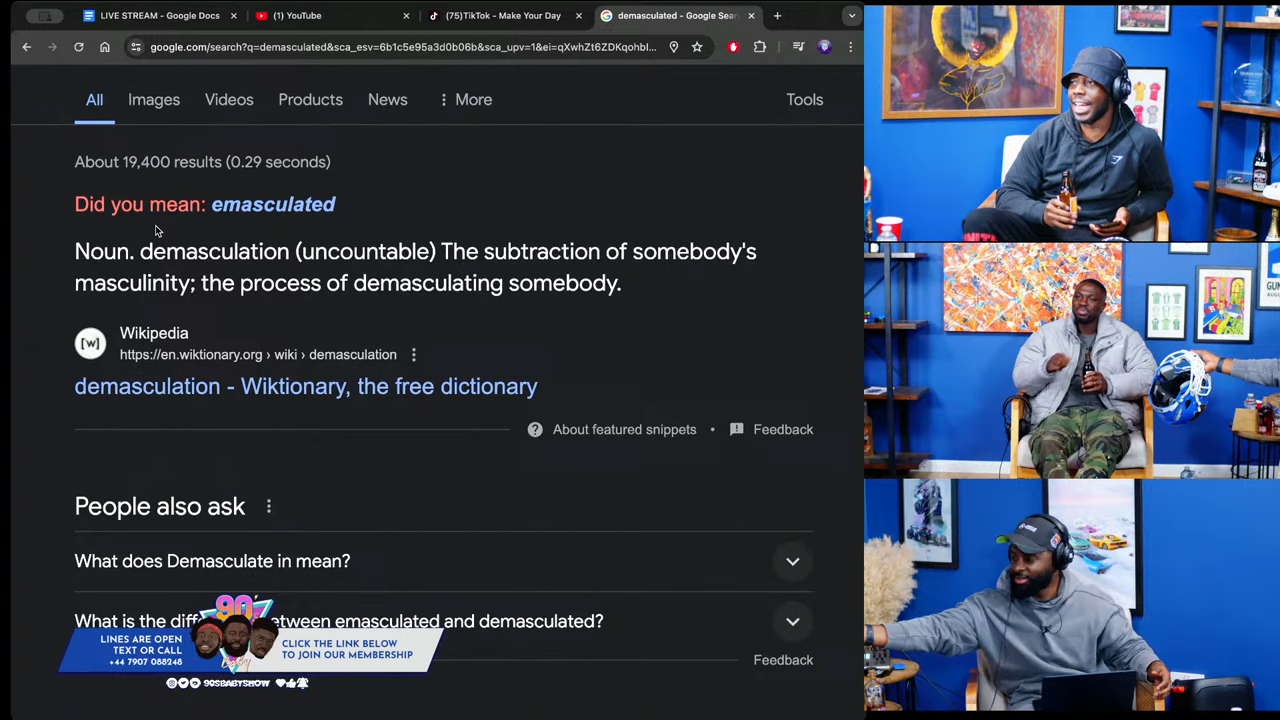 LIVE STREAM - Google Docs
(1) YouTube
(75)TikTok - Make Your Day
demasculated - Google Sear
google.com/search?q=demasculated&sca_esv=6b1c5e95a3d0b06b&sca_upv=1&ei=qXwhZt6ZDKqohbI...
All
Images
Videos
Products
News
More
Tools
About 19,400 results (0.29 seconds)
Did you mean: emasculated
Noun. demasculation (uncountable) The subtraction of somebody's
masculinity; the process of demasculating somebody.
[w]
Wikipedia
https://en.wiktionary.org › wiki › demasculation
demasculation - Wiktionary, the free dictionary
About featured snippets
Feedback
People also ask
What does Demasculate in mean?
What is the diff between emasculated and demasculated?
90
LINES ARE OPEN
TEXT OR CALL
+44 7907 088248
CLICK THE LINK BELOW
TO JOIN OUR MEMBERSHIP
Feedback
90SBABYSHOW
GUN